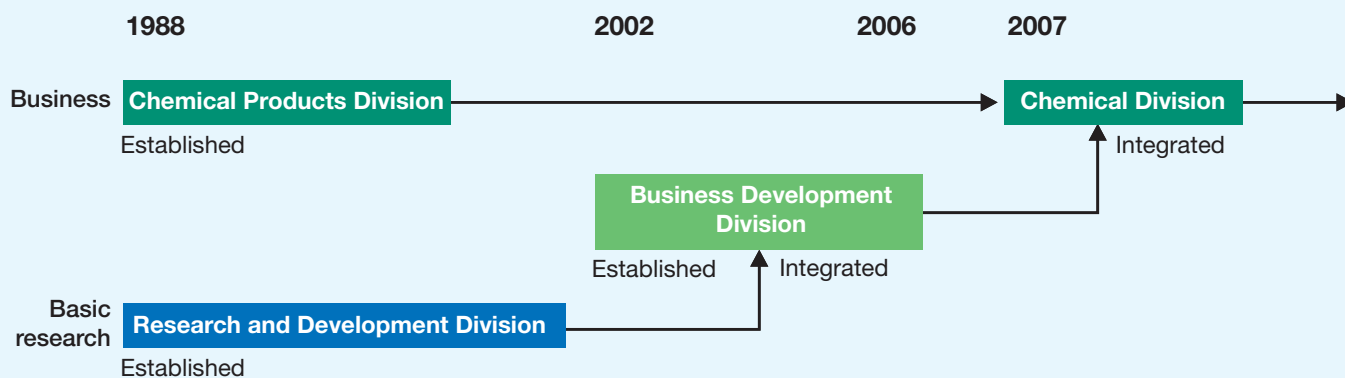 1988 2002 2006 2007
Business Chemical Products Division Chemical Division
Established Integrated
Business Development
Division
Established Integrated
Basic
research
Research and Development Division
Established